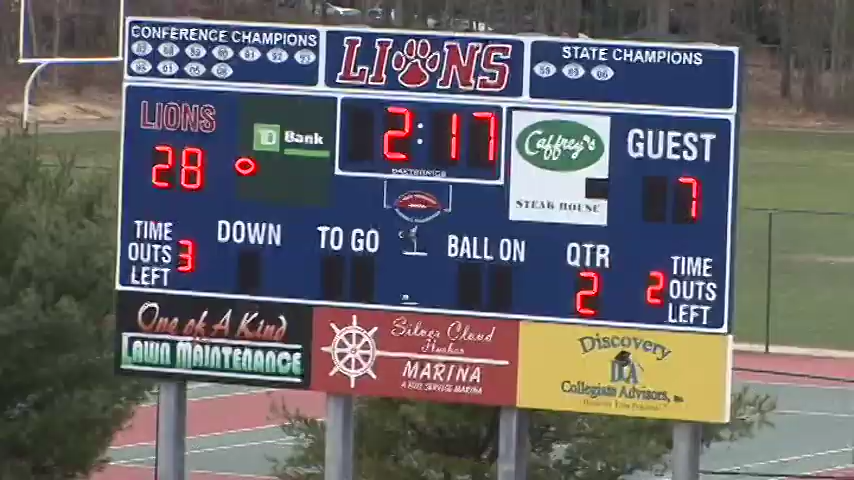 CONFERENCE CHAMPIONS
LIONS
STATE CHAMPIONS
LIONS
28
TD Bank
2:17
DAKTRONICS
Caffrey's
STEAK HOUSE
GUEST
7
TIME OUTS LEFT 3
DOWN
TO GO
BALL ON
QTR
2
2 TIME OUTS LEFT
One of A Kind
LAWN MAINTENANCE
Silver Cloud
Harbor
MARINA
A FULL SERVICE MARINA
Discovery
Collegiate Advisors,